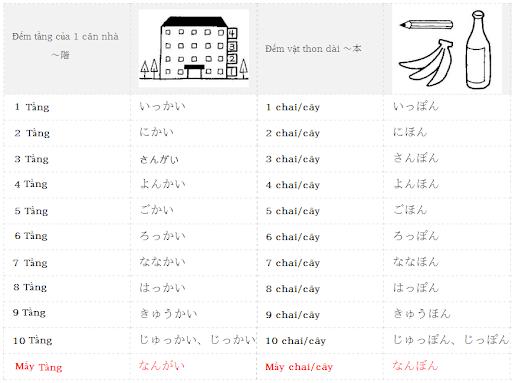 Đếm tầng của 1 căn nhà
～階
4
3
2
1
Đếm vật thon dài ～本
1 Tầng いっかい 1 chai/cây いっぽん
2 Tầng にかい 2 chai/cây にほん
3 Tầng さんがい 3 chai/cây さんぼん
4 Tầng よんかい 4 chai/cây よんほん
5 Tầng ごかい 5 chai/cây ごほん
6 Tầng ろっかい 6 chai/cây ろっぽん
7 Tầng ななかい 7 chai/cây ななほん
8 Tầng はっかい 8 chai/cây はっぽん
9 Tầng きゅうかい 9 chai/cây きゅうほん
10 Tầng じゅっかい、じっかい 10 chai/cây じゅっぽん、じっぽん
Mấy Tầng なんがい Mấy chai/cây なんぼん